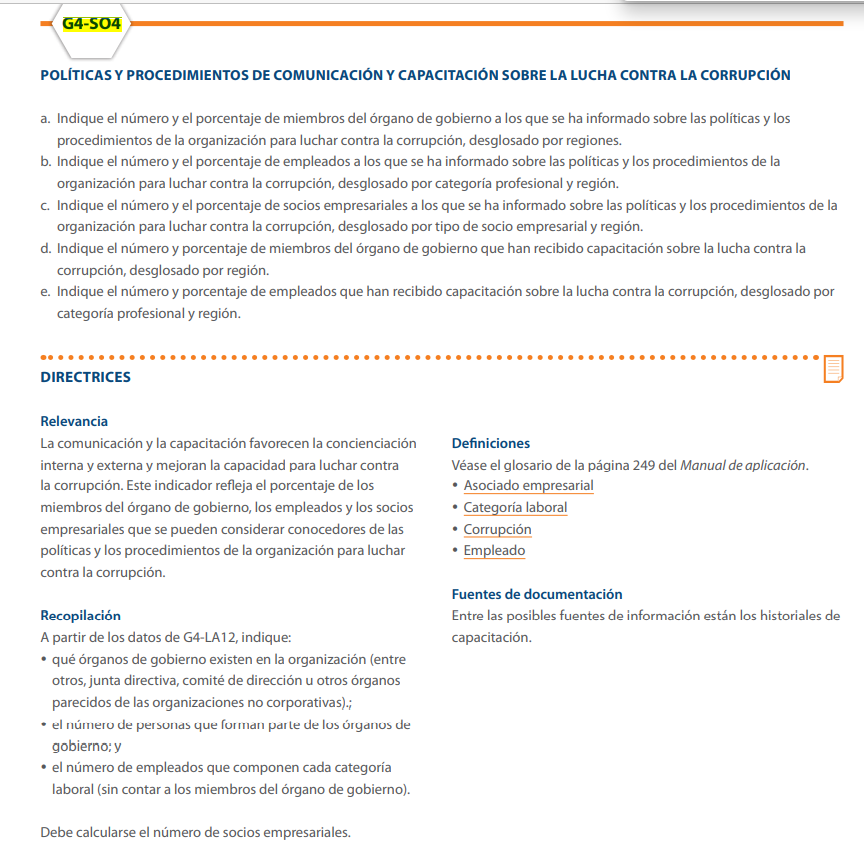 G4-SO4
POLÍTICAS Y PROCEDIMIENTOS DE COMUNICACIÓN Y CAPACITACIÓN SOBRE LA LUCHA CONTRA LA CORRUPCIÓN
a. Indique el número y el porcentaje de miembros del órgano de gobierno a los que se ha informado sobre las políticas y los
procedimientos de la organización para luchar contra la corrupción, desglosado por regiones.
b. Indique el número y el porcentaje de empleados a los que se ha informado sobre las políticas y los procedimientos de la
organización para luchar contra la corrupción, desglosado por categoría profesional y región.
c. Indique el número y el porcentaje de socios empresariales a los que se ha informado sobre las políticas y los procedimientos de la
organización para luchar contra la corrupción, desglosado por tipo de socio empresarial y región.
d. Indique el número y porcentaje de miembros del órgano de gobierno que han recibido capacitación sobre la lucha contra la
corrupción, desglosado por región.
e. Indique el número y porcentaje de empleados que han recibido capacitación sobre la lucha contra la corrupción, desglosado por
categoría profesional y región.
DIRECTRICES
Relevancia
La comunicación y la capacitación favorecen la concienciación
interna y externa y mejoran la capacidad para luchar contra
la corrupción. Este indicador refleja el porcentaje de los
miembros del órgano de gobierno, los empleados y los socios
empresariales que se pueden considerar conocedores de las
políticas y los procedimientos de la organización para luchar
contra la corrupción.
Recopilación
A partir de los datos de G4-LA12, indique:
• qué órganos de gobierno existen en la organización (entre
otros, junta directiva, comité de dirección u otros órganos
parecidos de las organizaciones no corporativas).;
• el número de personas que forman parte de los órganos de
gobierno; y
• el número de empleados que componen cada categoría
laboral (sin contar a los miembros del órgano de gobierno).
Debe calcularse el número de socios empresariales.
Definiciones
Véase el glosario de la página 249 del Manual de aplicación.
• Asociado empresarial
• Categoría laboral
• Corrupción
• Empleado
Fuentes de documentación
Entre las posibles fuentes de información están los historiales de
capacitación.